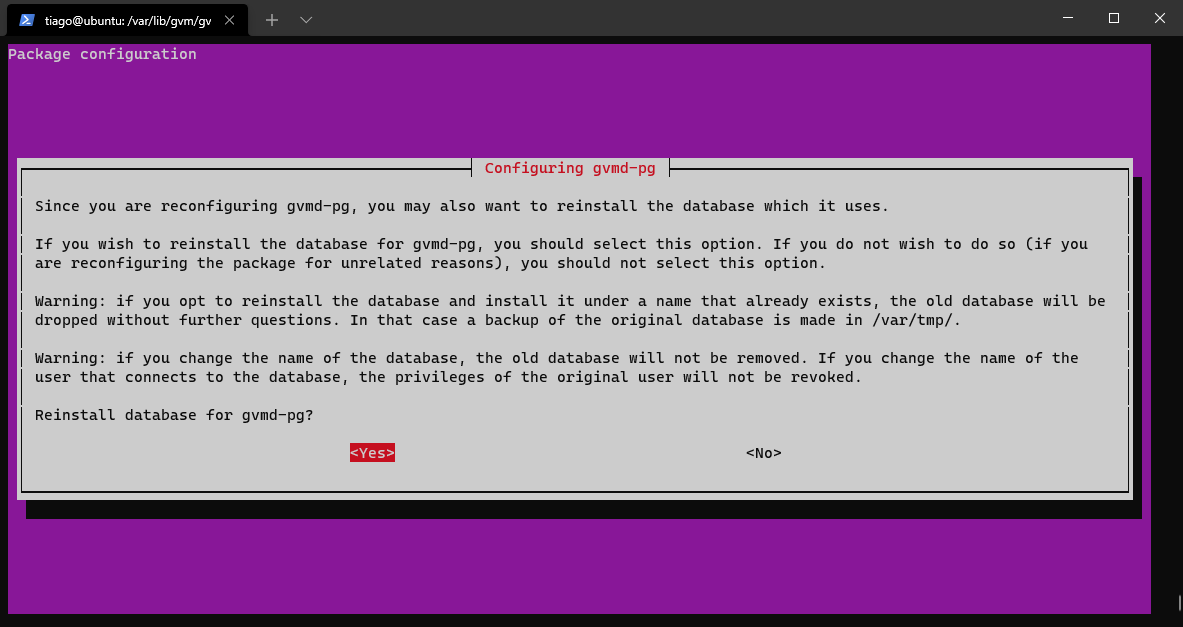 tiago@ubuntu: /var/lib/gvm/gv
Package configuration
Configuring gvmd-pg
Since you are reconfiguring gvmd-pg, you may also want to reinstall the database which it uses.
If you wish to reinstall the database for gvmd-pg, you should select this option. If you do not wish to do so (if you
are reconfiguring the package for unrelated reasons), you should not select this option.
Warning: if you opt to reinstall the database and install it under a name that already exists, the old database will be
dropped without further questions. In that case a backup of the original database is made in /var/tmp/.
Warning: if you change the name of the database, the old database will not be removed. If you change the name of the
user that connects to the database, the privileges of the original user will not be revoked.
Reinstall database for gvmd-pg?
<Yes> <No>